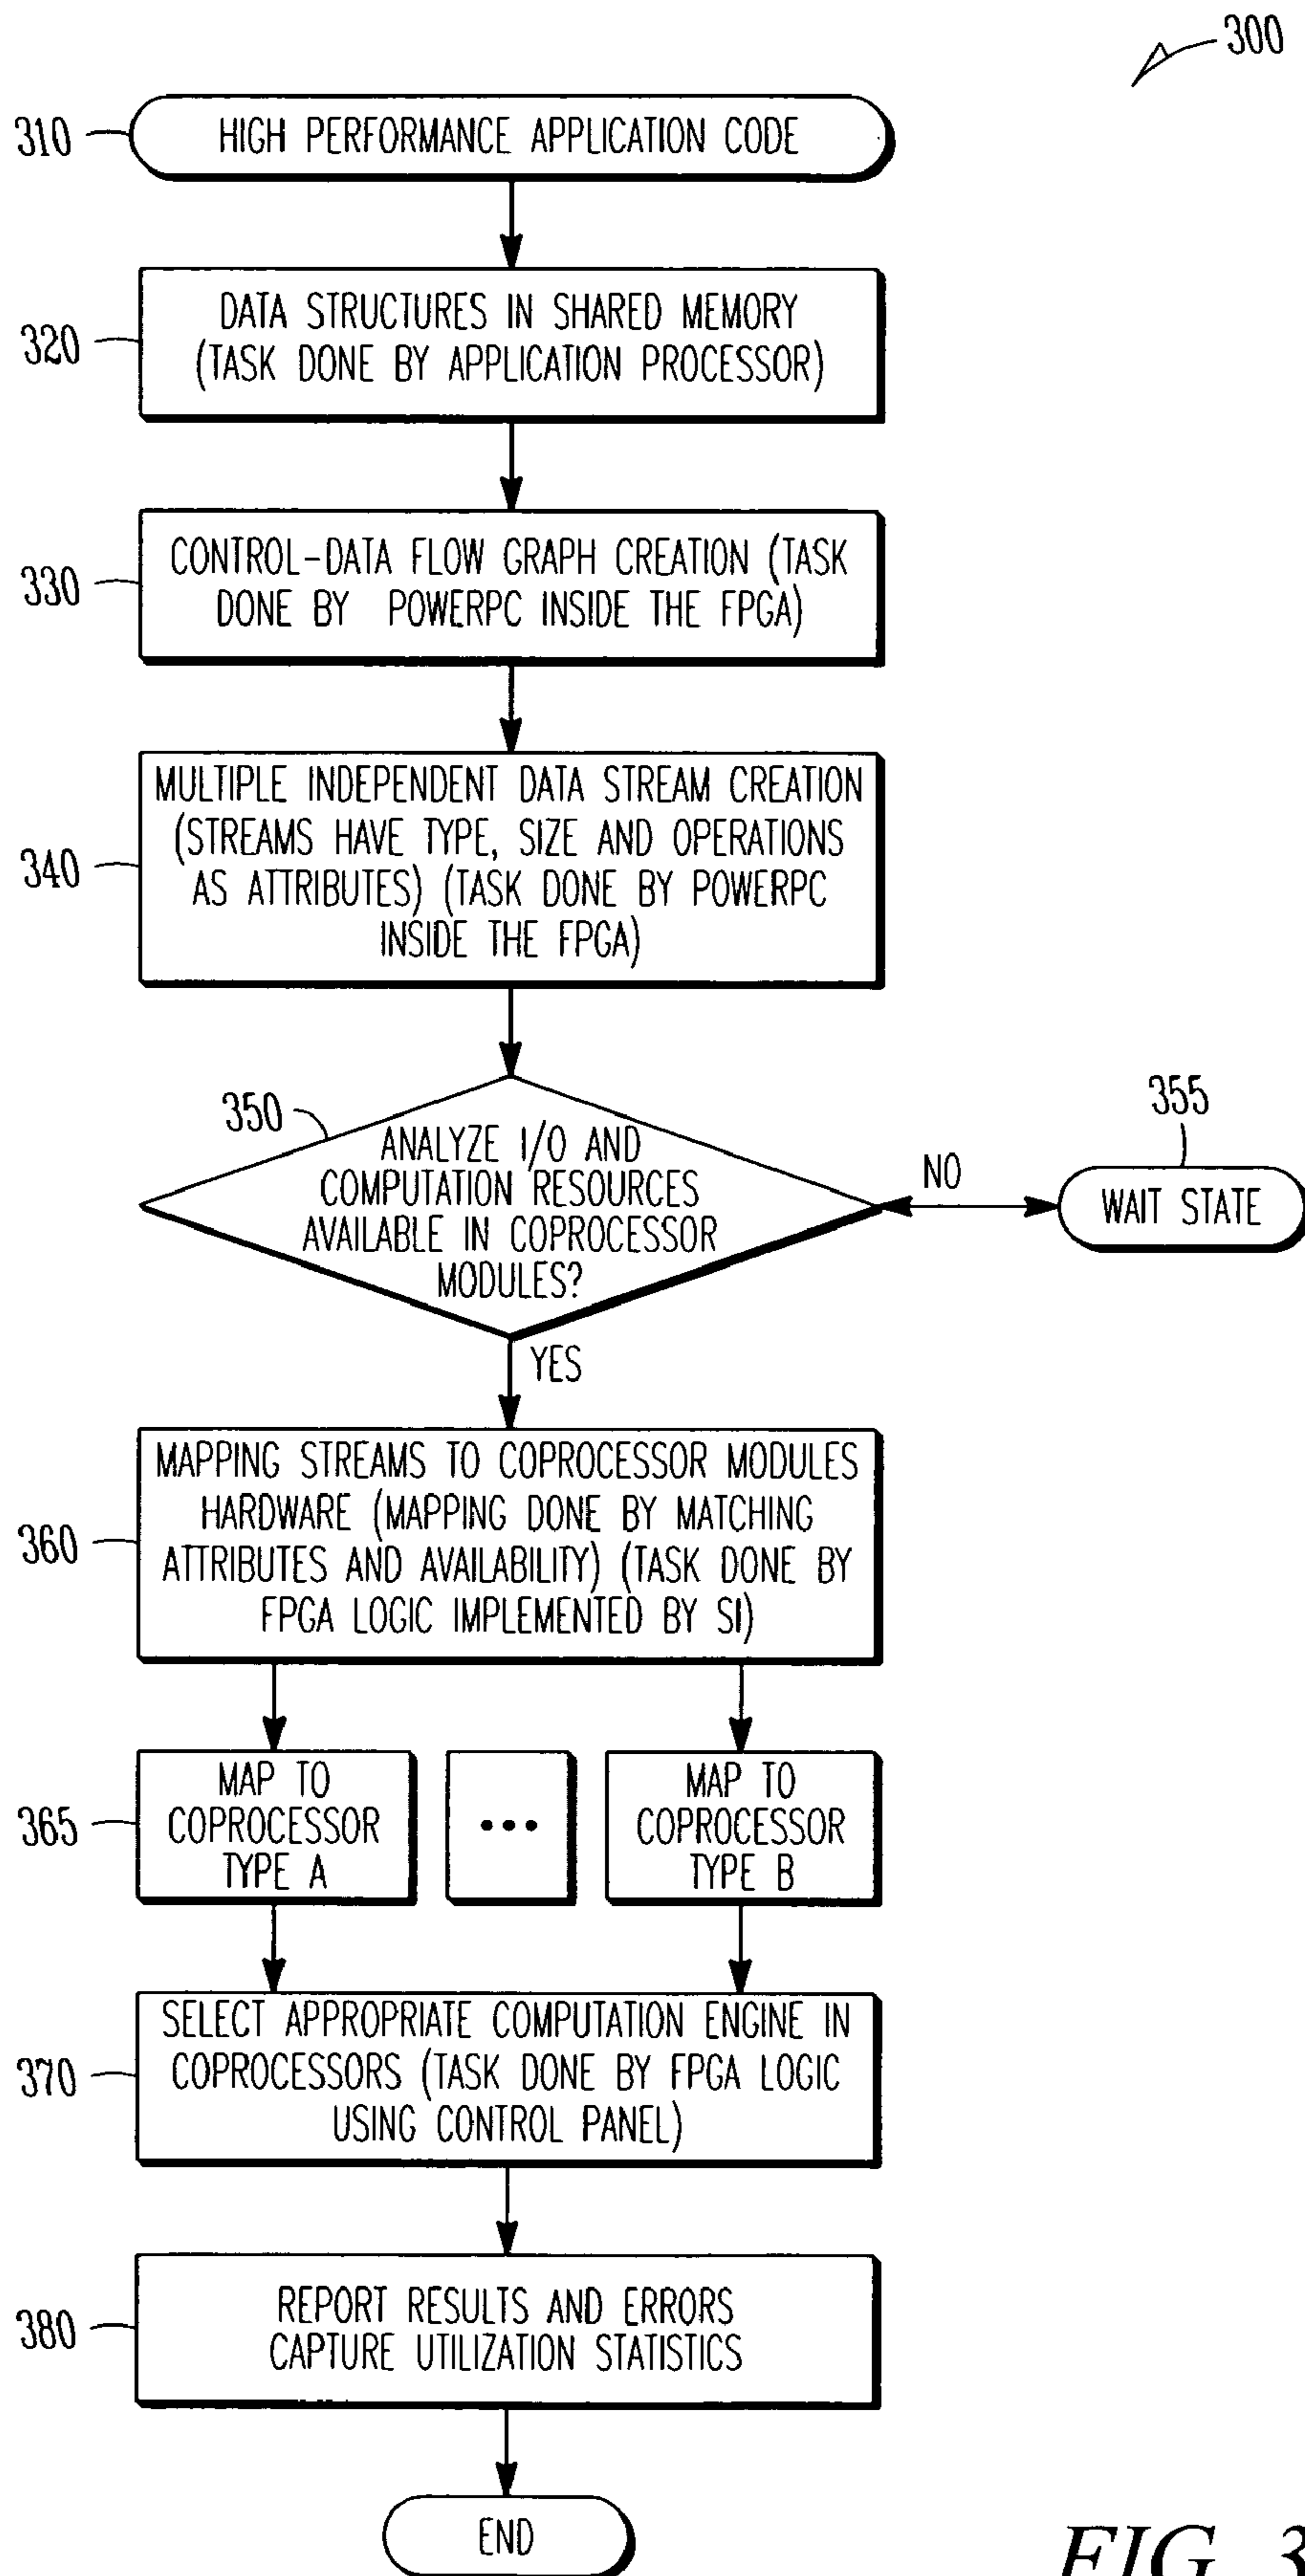 300
310
HIGH PERFORMANCE APPLICATION CODE
320
DATA STRUCTURES IN SHARED MEMORY
(TASK DONE BY APPLICATION PROCESSOR)
330
CONTROL-DATA FLOW GRAPH CREATION (TASK
DONE BY POWERPC INSIDE THE FPGA)
340
MULTIPLE INDEPENDENT DATA STREAM CREATION
(STREAMS HAVE TYPE, SIZE AND OPERATIONS
AS ATTRIBUTES) (TASK DONE BY POWERPC
INSIDE THE FPGA)
350
ANALYZE I/O AND
COMPUTATION RESOURCES
AVAILABLE IN COPROCESSOR
MODULES?
NO
355
WAIT STATE
YES
360
MAPPING STREAMS TO COPROCESSOR MODULES
HARDWARE (MAPPING DONE BY MATCHING
ATTRIBUTES AND AVAILABILITY) (TASK DONE BY
FPGA LOGIC IMPLEMENTED BY SI)
365
MAP TO
COPROCESSOR
TYPE A
•••
MAP TO
COPROCESSOR
TYPE B
370
SELECT APPROPRIATE COMPUTATION ENGINE IN
COPROCESSORS (TASK DONE BY FPGA LOGIC
USING CONTROL PANEL)
380
REPORT RESULTS AND ERRORS
CAPTURE UTILIZATION STATISTICS
END
FIG. 3